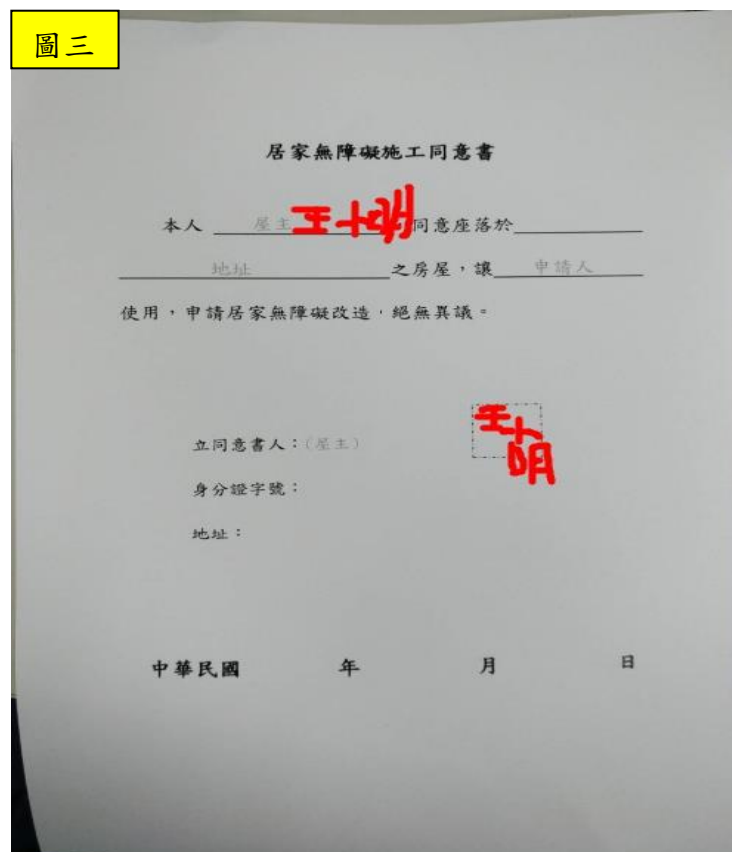 圖三
居家無障礙施工同意書
本人 屋主 王小明 同意座落於
地址 之房屋,讓 申請人
使用,申請居家無障礙改造,絕無異議。
王小明
立同意書人:(屋主)
身分證字號:
地址:
中華民國 年 月 日